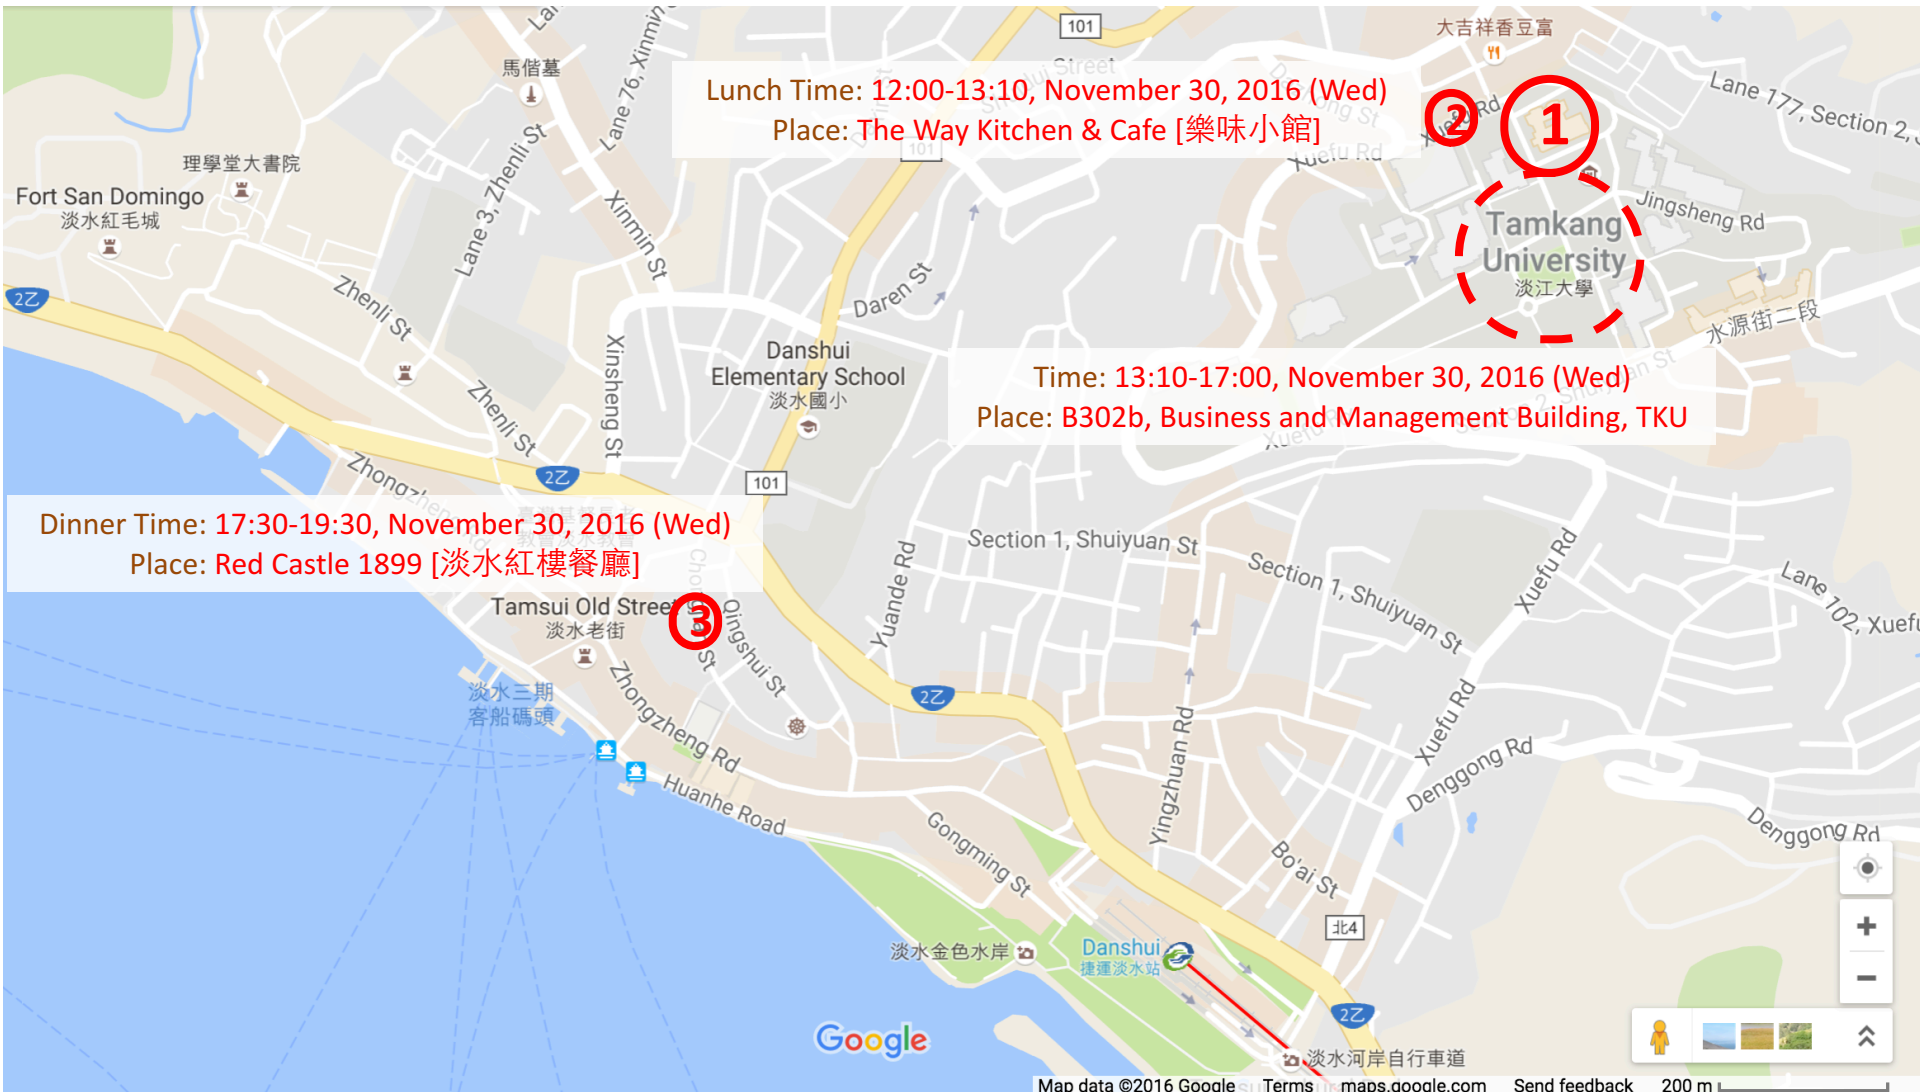 101
大吉祥香豆富
馬偕墓
Lane 76, Xinmin
Street
Lunch Time: 12:00-13:10, November 30, 2016 (Wed)
Place: The Way Kitchen & Cafe [樂味小館]
101
Xuefu Rd
Xuefu Rd
2
1
Lane 177, Section 2,
理學堂大書院
Fort San Domingo
淡水紅毛城
Lane 3, Zhenli St
Xinmin St
Jingsheng Rd
Tamkang
University
淡江大學
2乙
Zhenli St
Daren St
水源街二段
Xinsheng St
Danshui
Elementary School
淡水國小
Time: 13:10-17:00, November 30, 2016 (Wed)
Place: B302b, Business and Management Building, TKU
Zhenli St
2乙
101
Zhongzheng Rd
Dinner Time: 17:30-19:30, November 30, 2016 (Wed)
Place: Red Castle 1899 [淡水紅樓餐廳]
Section 1, Shuiyuan St
Section 1, Shuiyuan St
Xuefu Rd
Lane 102, Xuefu
Yuande Rd
Tamsui Old Street
淡水老街
3
Qingshui St
淡水三期
客船碼頭
Zhongzheng Rd
2乙
Yingzhuan Rd
Xuefu Rd
Denggong Rd
Denggong Rd
Huanhe Road
Gongming St
Bo'ai St
北4
淡水金色水岸
Danshui
捷運淡水站
2乙
Google
淡水河岸自行車道
Map data ©2016 Google Terms maps.google.com Send feedback 200 m